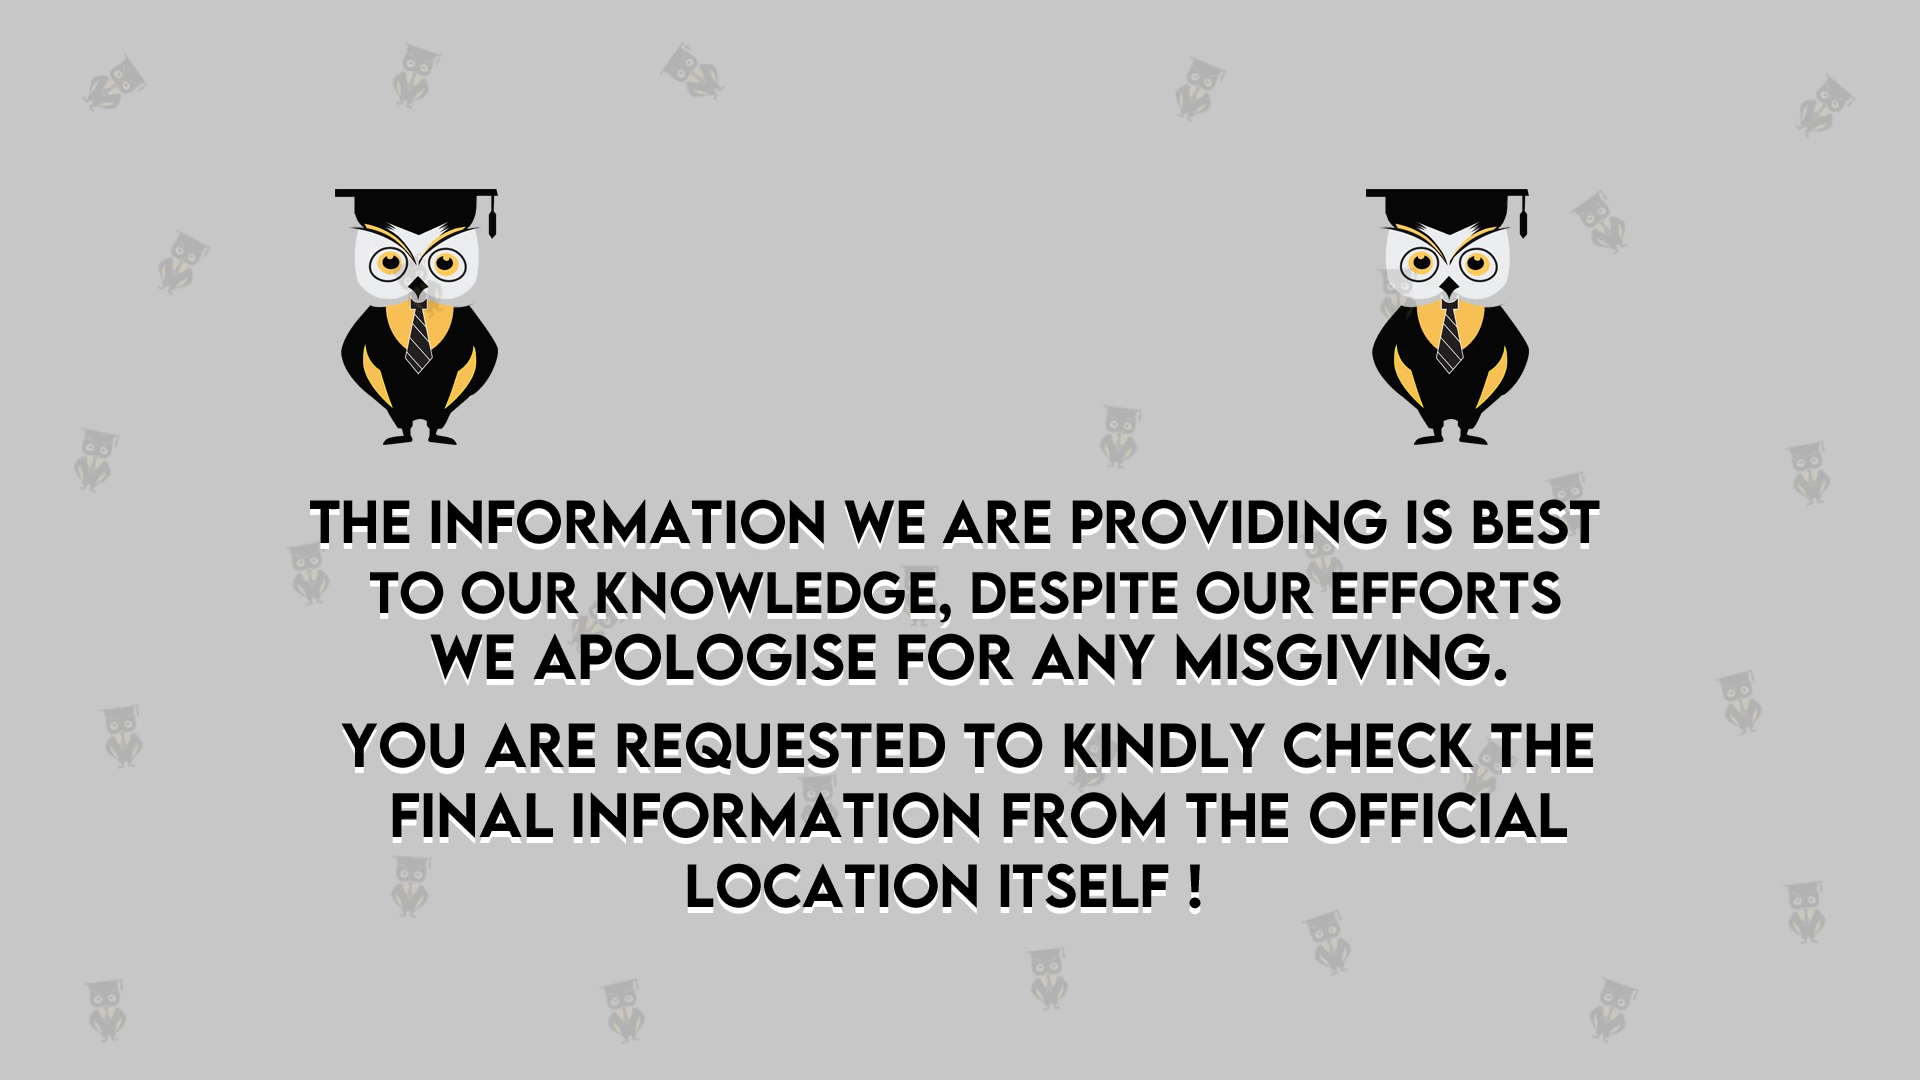 THE INFORMATION WE ARE PROVIDING IS BEST
TO OUR KNOWLEDGE, DESPITE OUR EFFORTS
WE APOLOGISE FOR ANY MISGIVING.
YOU ARE REQUESTED TO KINDLY CHECK THE
FINAL INFORMATION FROM THE OFFICIAL
LOCATION ITSELF !